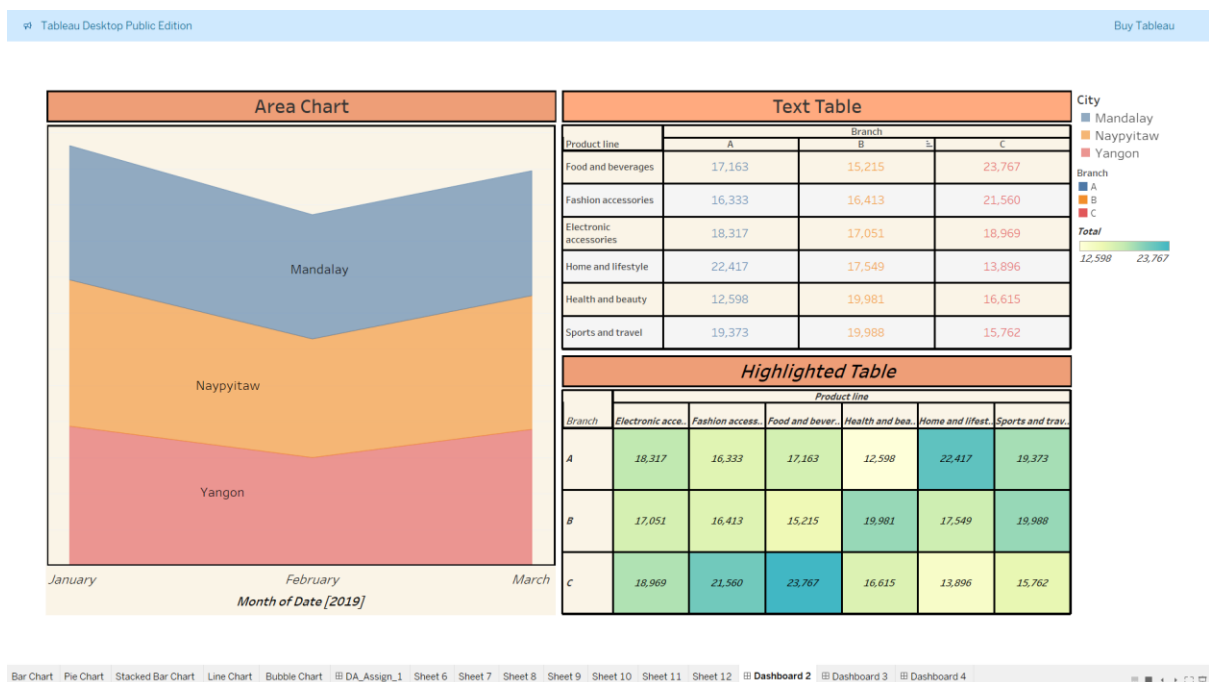 Tableau Desktop Public Edition
Buy Tableau
Area Chart
Mandalay
Naypyitaw
Yangon
January February March
Month of Date [2019]
Text Table
Branch
Product line A B C
Food and beverages 17,163 15,215 23,767
Fashion accessories 16,333 16,413 21,560
Electronic
accessories 18,317 17,051 18,969
Home and lifestyle 22,417 17,549 13,896
Health and beauty 12,598 19,981 16,615
Sports and travel 19,373 19,988 15,762
Highlighted Table
Product line
Branch Electronic acce.. Fashion access.. Food and bever.. Health and bea.. Home and lifest.. Sports and trav..
A 18,317 16,333 17,163 12,598 22,417 19,373
B 17,051 16,413 15,215 19,981 17,549 19,988
C 18,969 21,560 23,767 16,615 13,896 15,762
City
Mandalay
Naypyitaw
Yangon
Branch
A
B
C
Total
12,598 23,767
Bar Chart Pie Chart Stacked Bar Chart Line Chart Bubble Chart DA_Assign_1 Sheet 6 Sheet 7 Sheet 8 Sheet 9 Sheet 10 Sheet 11 Sheet 12 Dashboard 2 Dashboard 3 Dashboard 4